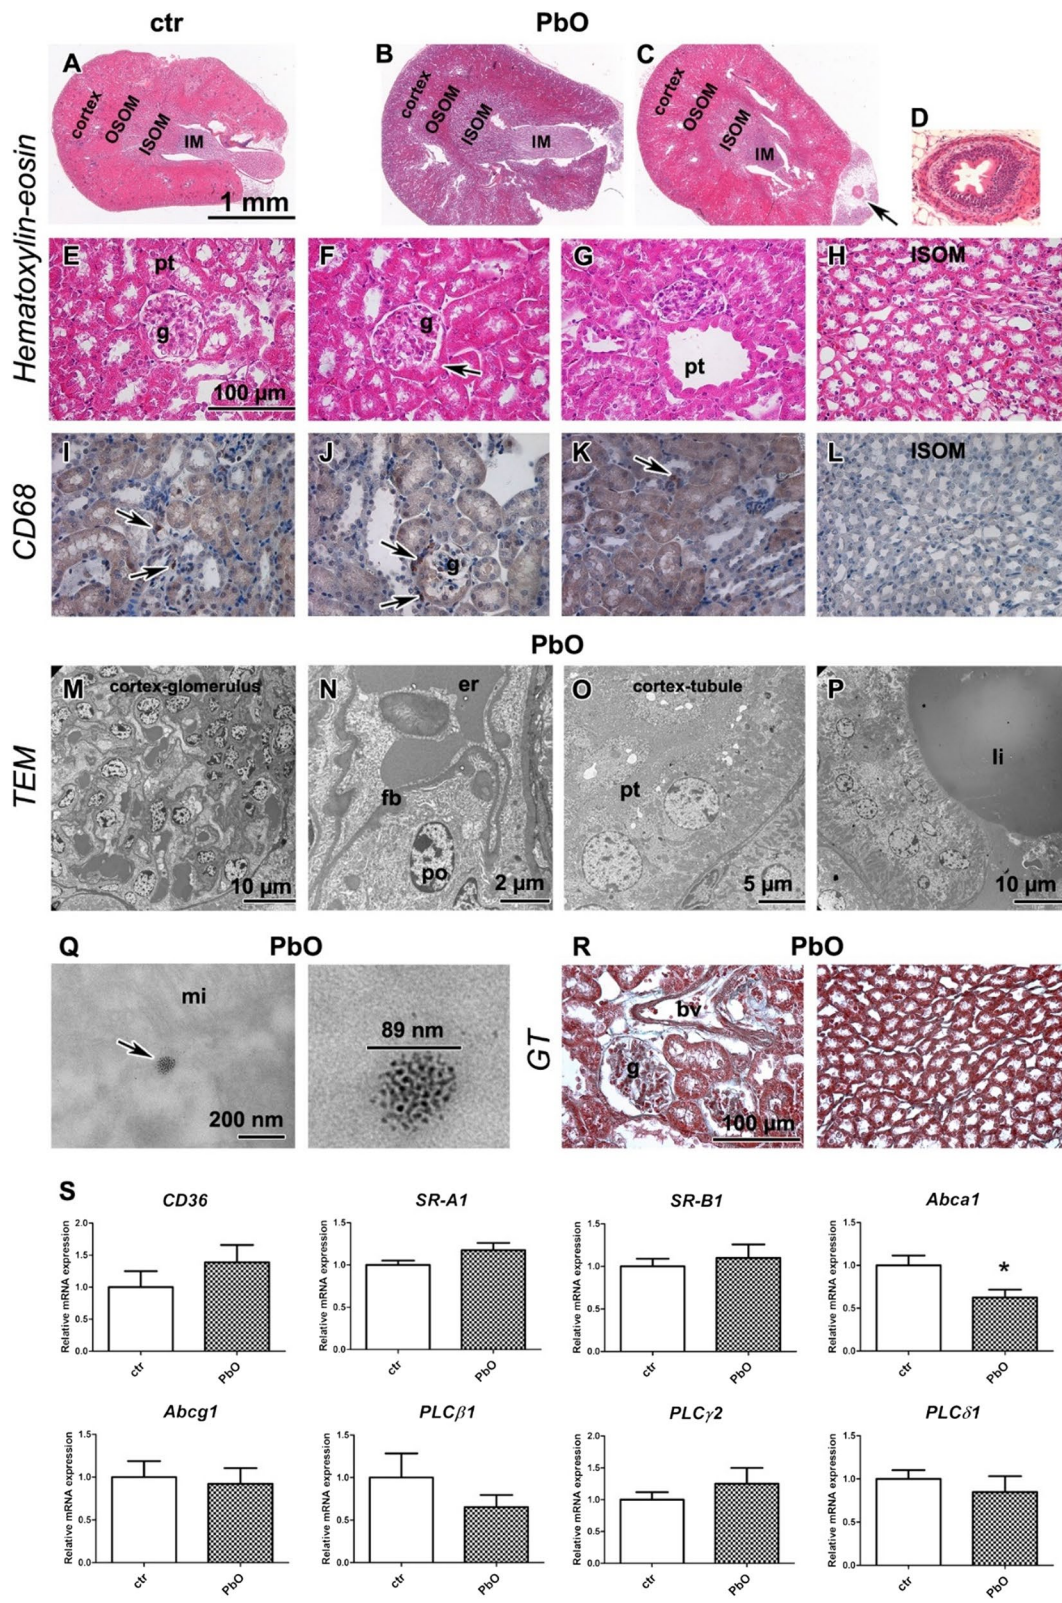 ctr PbO
Hematoxylin-eosin
A cortex OSOM ISOM IM 1 mm
B cortex OSOM ISOM IM
C cortex OSOM ISOM IM
D
E pt g 100 µm
F g
G pt
H ISOM
CD68
I
J g
K
L ISOM
PbO
TEM
M cortex-glomerulus 10 µm
N er fb po 2 µm
O cortex-tubule pt 5 µm
P li 10 µm
Q PbO
mi 200 nm
89 nm
R PbO
GT
bv g 100 µm
S
CD36
Relative mRNA expression
2.0
1.5
1.0
0.5
0.0
ctr PbO
SR-A1
Relative mRNA expression
1.5
1.0
0.5
0.0
ctr PbO
SR-B1
Relative mRNA expression
1.5
1.0
0.5
0.0
ctr PbO
Abca1
Relative mRNA expression
1.5
1.0
0.5
0.0
*
ctr PbO
Abcg1
Relative mRNA expression
1.5
1.0
0.5
0.0
ctr PbO
PLCβ1
Relative mRNA expression
1.5
1.0
0.5
0.0
ctr PbO
PLCγ2
Relative mRNA expression
2.0
1.5
1.0
0.5
0.0
ctr PbO
PLCδ1
Relative mRNA expression
1.5
1.0
0.5
0.0
ctr PbO